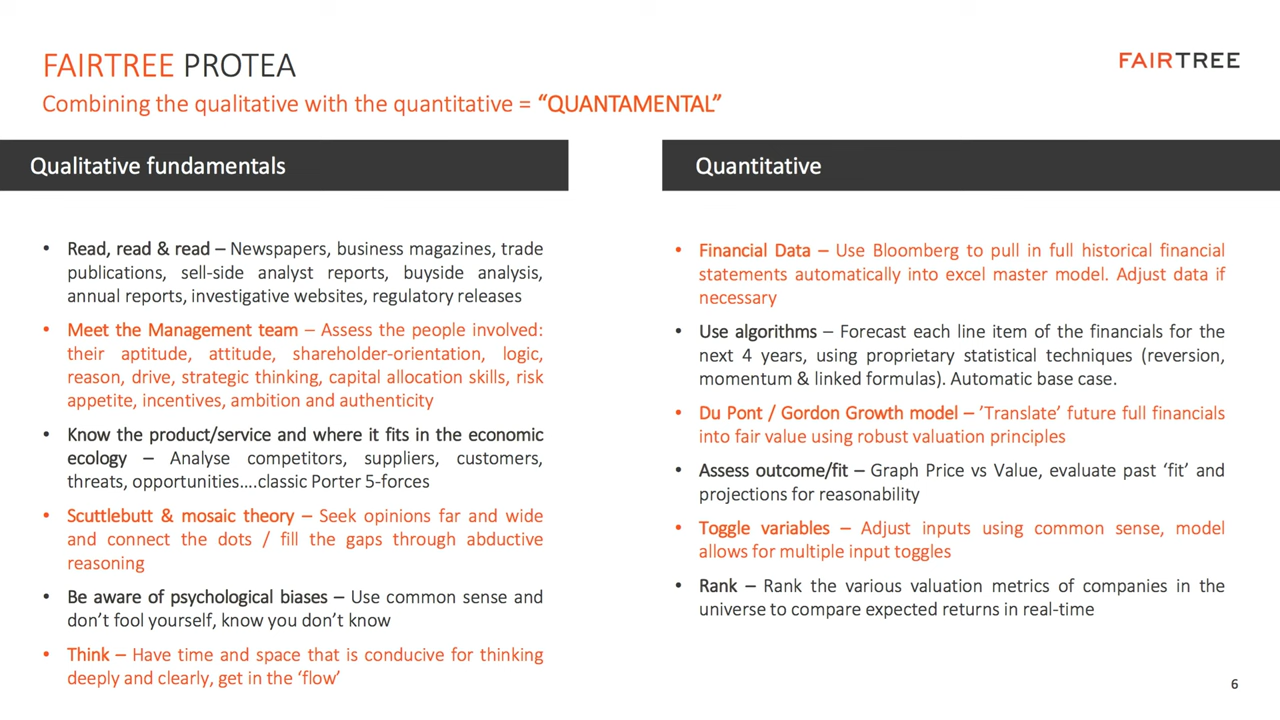 FAIRTREE PROTEA
FAIRTREE
Combining the qualitative with the quantitative = “QUANTAMENTAL”
Qualitative fundamentals
• Read, read & read – Newspapers, business magazines, trade
publications, sell-side analyst reports, buyside analysis,
annual reports, investigative websites, regulatory releases
• Meet the Management team – Assess the people involved:
their aptitude, attitude, shareholder-orientation, logic,
reason, drive, strategic thinking, capital allocation skills, risk
appetite, incentives, ambition and authenticity
• Know the product/service and where it fits in the economic
ecology – Analyse competitors, suppliers, customers,
threats, opportunities....classic Porter 5-forces
• Scuttlebutt & mosaic theory – Seek opinions far and wide
and connect the dots / fill the gaps through abductive
reasoning
• Be aware of psychological biases – Use common sense and
don’t fool yourself, know you don’t know
• Think – Have time and space that is conducive for thinking
deeply and clearly, get in the ‘flow’
Quantitative
• Financial Data – Use Bloomberg to pull in full historical financial
statements automatically into excel master model. Adjust data if
necessary
• Use algorithms – Forecast each line item of the financials for the
next 4 years, using proprietary statistical techniques (reversion,
momentum & linked formulas). Automatic base case.
• Du Pont / Gordon Growth model – ’Translate’ future full financials
into fair value using robust valuation principles
• Assess outcome/fit – Graph Price vs Value, evaluate past ‘fit’ and
projections for reasonability
• Toggle variables – Adjust inputs using common sense, model
allows for multiple input toggles
• Rank – Rank the various valuation metrics of companies in the
universe to compare expected returns in real-time
6